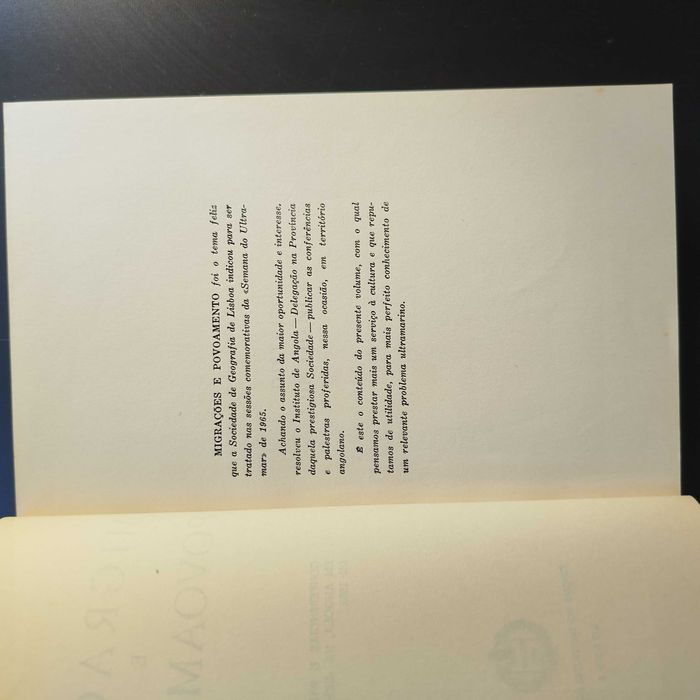 MIGRAÇÕES E POVOAMENTO foi o tema feliz
que a Sociedade de Geografia de Lisboa indicou para ser
tratado nas sessões comemorativas da «Semana do Ultra-
mar» de 1965.
Achando o assunto da maior oportunidade e interesse,
resolveu o Instituto de Angola — Delegação na Província
daquela prestigiosa Sociedade — publicar as conferências
e palestras proferidas, nessa ocasião, em território
angolano.
É este o conteúdo do presente volume, com o qual
pensamos prestar mais um serviço à cultura e que repu-
tamos de utilidade, para mais perfeito conhecimento de
um relevante problema ultramarino.